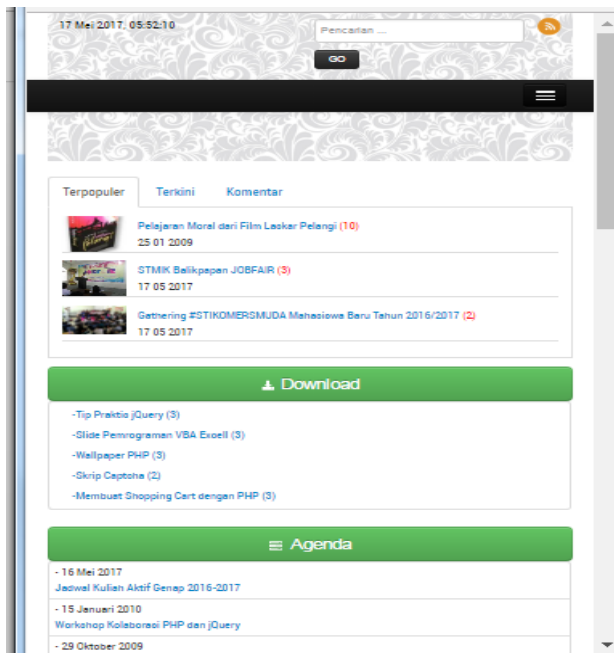 17 Mei 2017, 05:52:10
Pencarian ...
GO
Terpopuler Terkini Komentar
Pelajaran Moral dari Film Laskar Pelangi (10)
25 01 2009
STMIK Balikpapan JOBFAIR (3)
17 05 2017
Gathering #STIKOMERSMUDA Mahasiswa Baru Tahun 2016/2017 (2)
17 05 2017
Download
-Tip Praktis jQuery (3)
-Slide Pemrograman VBA Excell (3)
-Wallpaper PHP (3)
-Skrip Captcha (2)
-Membuat Shopping Cart dengan PHP (3)
Agenda
- 16 Mei 2017
Jadwal Kuliah Aktif Genap 2016-2017
- 15 Januari 2010
Workshop Kolaborasi PHP dan jQuery
- 29 Oktober 2009